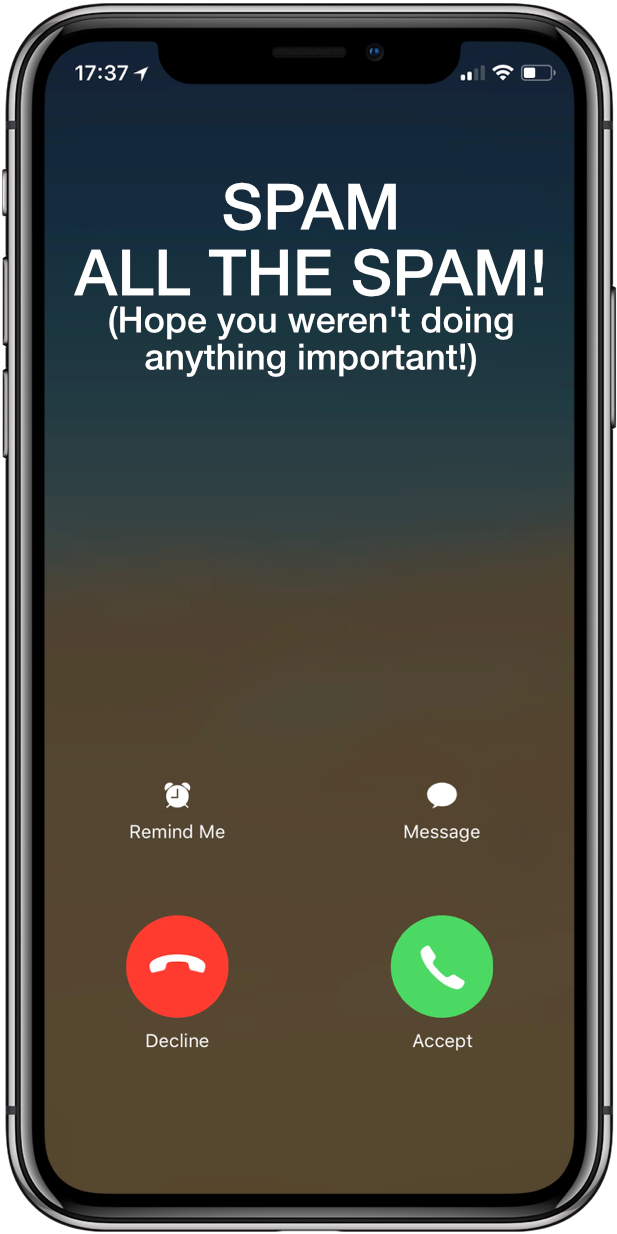 17:37
SPAM
ALL THE SPAM!
(Hope you weren't doing
anything important!)
Remind Me
Message
Decline
Accept